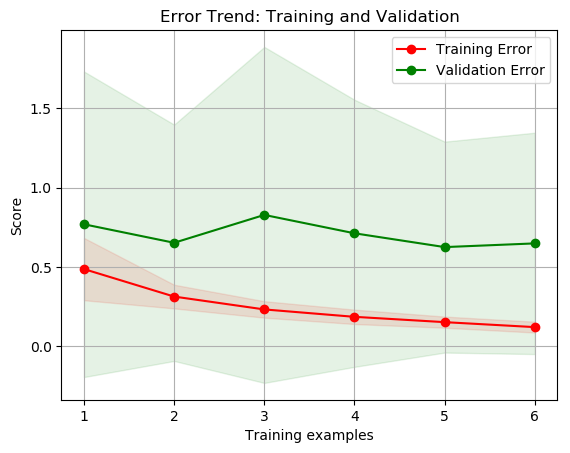 Error Trend: Training and Validation
Training Error
Validation Error
Score
1.5
1.0
0.5
0.0
1 2 3 4 5 6
Training examples